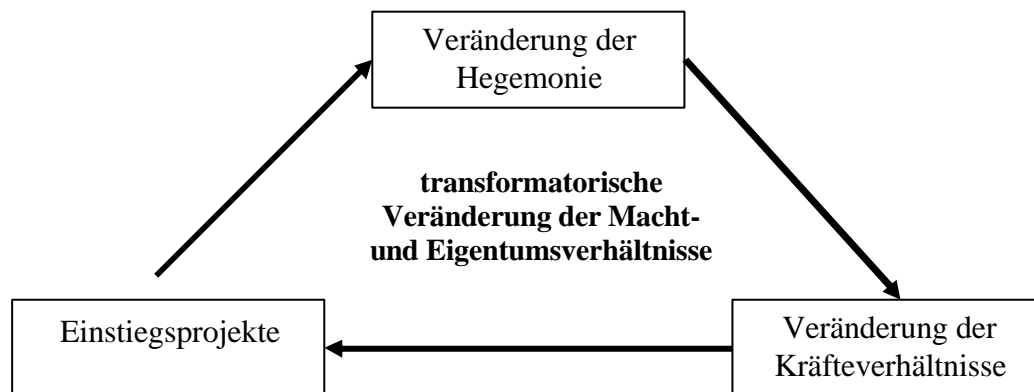 Veränderung der
Hegemonie
transformatorische
Veränderung der Macht-
und Eigentumsverhältnisse
Einstiegsprojekte
Veränderung der
Kräfteverhältnisse